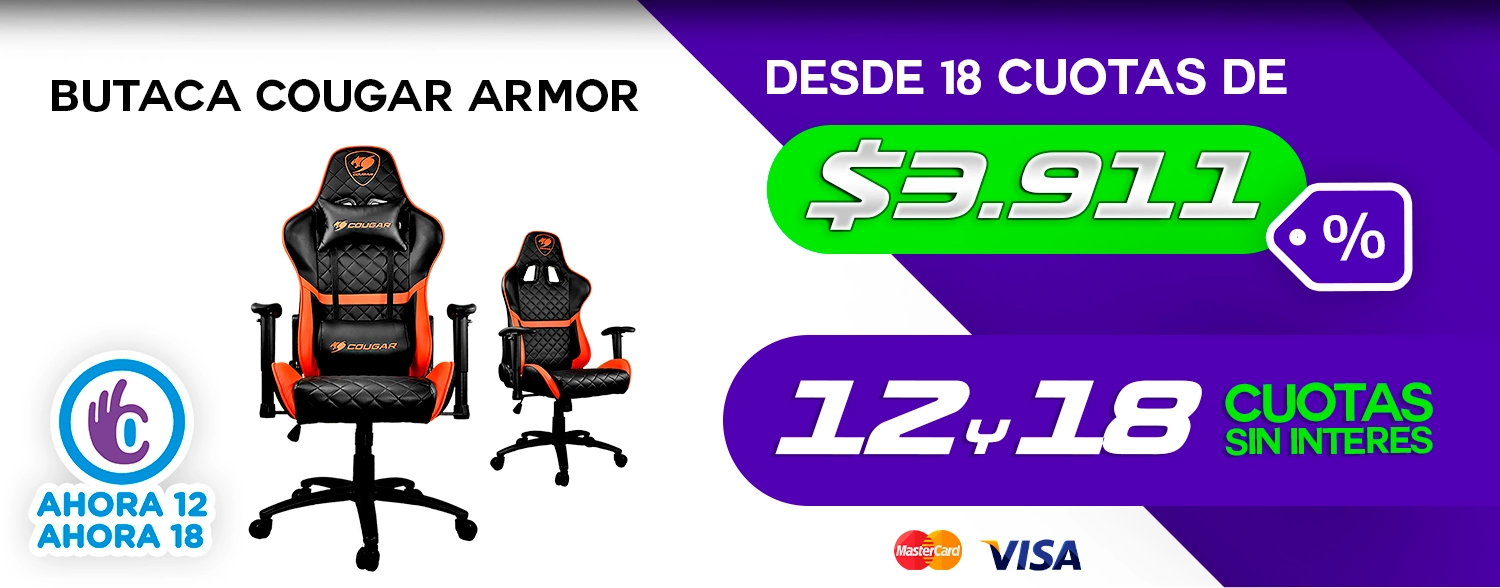 BUTACA COUGAR ARMOR
DESDE 18 CUOTAS DE
$3.911
%
COUGAR
COUGAR
COUGAR
12 Y 18
CUOTAS
SIN INTERES
AHORA 12
AHORA 18
MasterCard
VISA